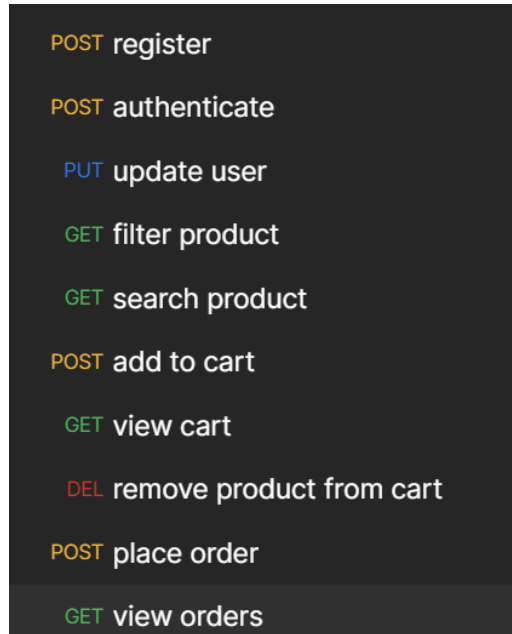 POST register
POST authenticate
PUT update user
GET filter product
GET search product
POST add to cart
GET view cart
DEL remove product from cart
POST place order
GET view orders